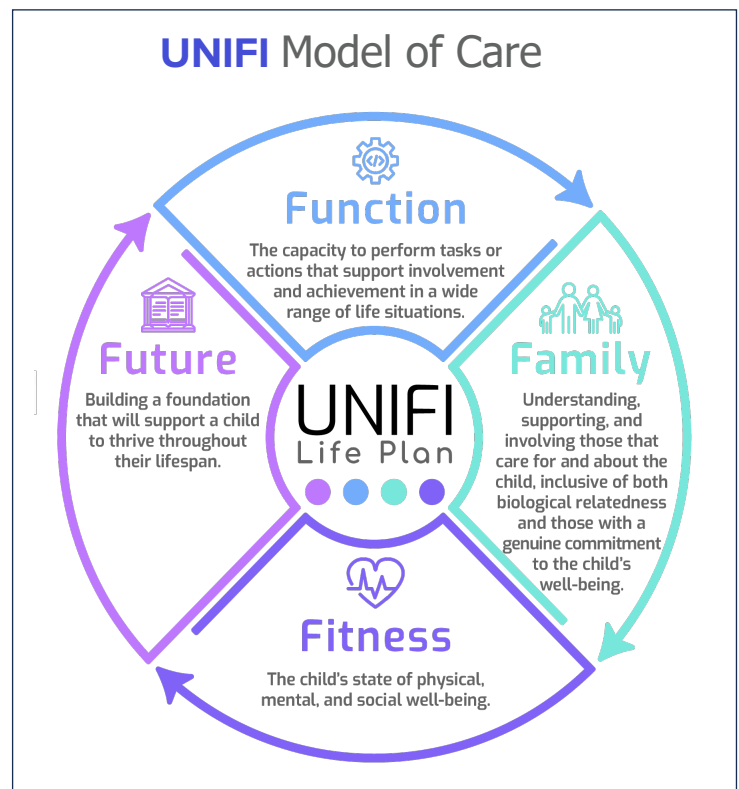 UNIFI Model of Care
</>
Function
The capacity to perform tasks or
actions that support involvement
and achievement in a wide
range of life situations.
Family
Understanding,
supporting, and
involving those that
care for and about the
child, inclusive of both
biological relatedness
and those with a
genuine commitment
to the child's
well-being.
Fitness
The child's state of physical,
mental, and social well-being.
Future
Building a foundation
that will support a child
to thrive throughout
their lifespan.
UNIFI
Life Plan